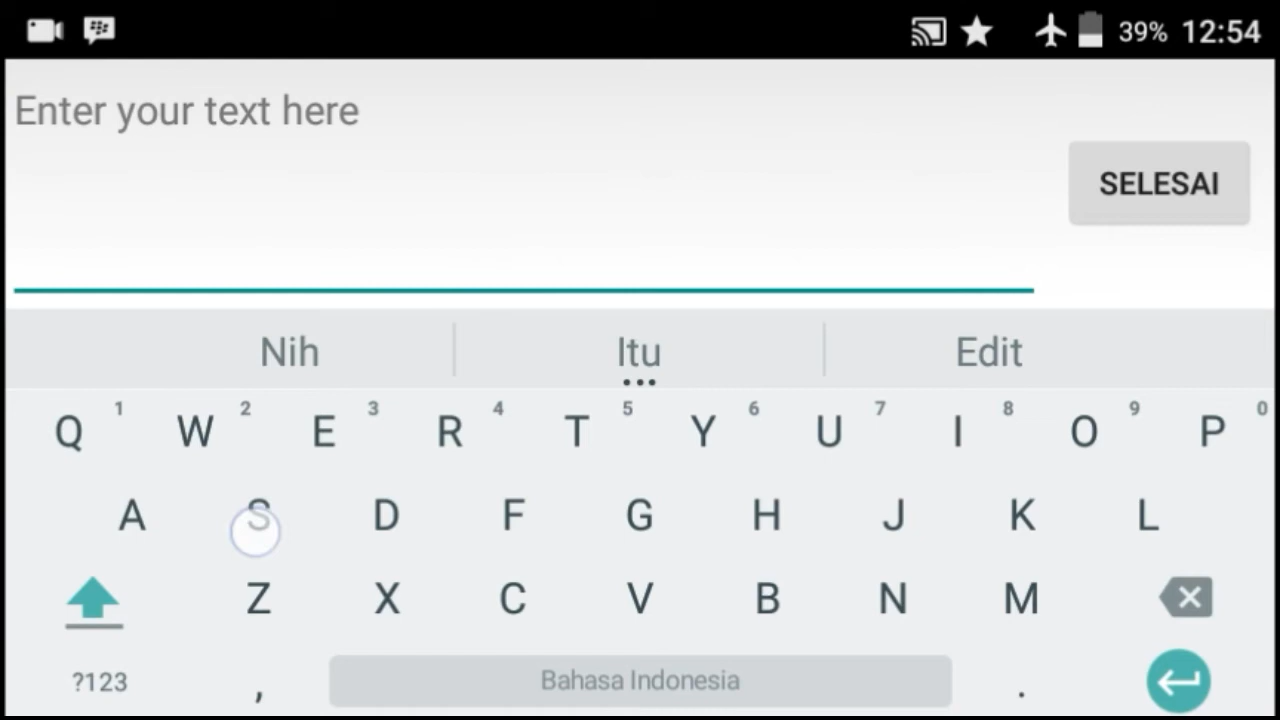 39% 12:54
Enter your text here
SELESAI
Nih Itu Edit
Q 1 W 2 E 3 R 4 T 5 Y 6 U 7 I 8 O 9 P 0
A S D F G H J K L
Z X C V B N M
?123 , Bahasa Indonesia .